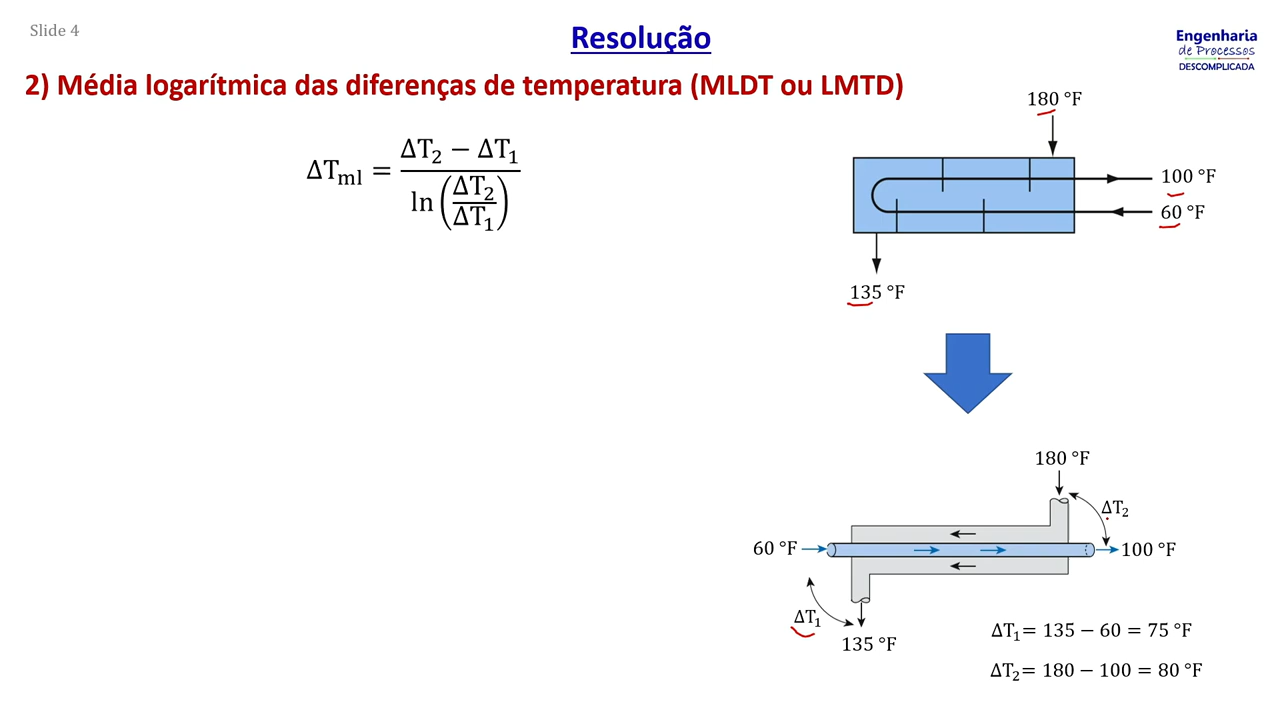 Slide 4
Resolução
Engenharia
de Processos
DESCOMPLICADA
2) Média logarítmica das diferenças de temperatura (MLDT ou LMTD)
ΔTml = (ΔT2 − ΔT1) / ln(ΔT2/ΔT1)
180 °F
100 °F
60 °F
135 °F
180 °F
ΔT2
60 °F
100 °F
ΔT1
135 °F
ΔT1= 135 − 60 = 75 °F
ΔT2= 180 − 100 = 80 °F